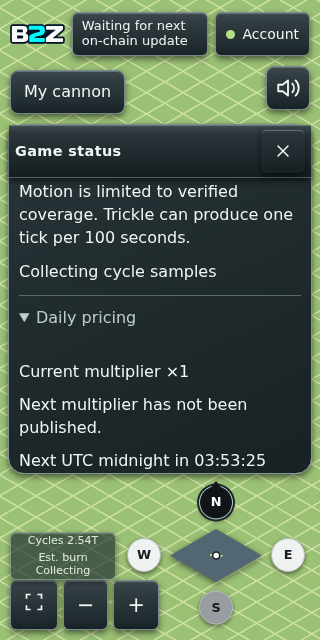 B2Z
Waiting for next
on-chain update
Account
My cannon
Game status
Motion is limited to verified
coverage. Trickle can produce one
tick per 100 seconds.
Collecting cycle samples
Daily pricing
Current multiplier ×1
Next multiplier has not been
published.
Next UTC midnight in 03:53:25
N
W
E
S
Cycles 2.54T
Est. burn
Collecting